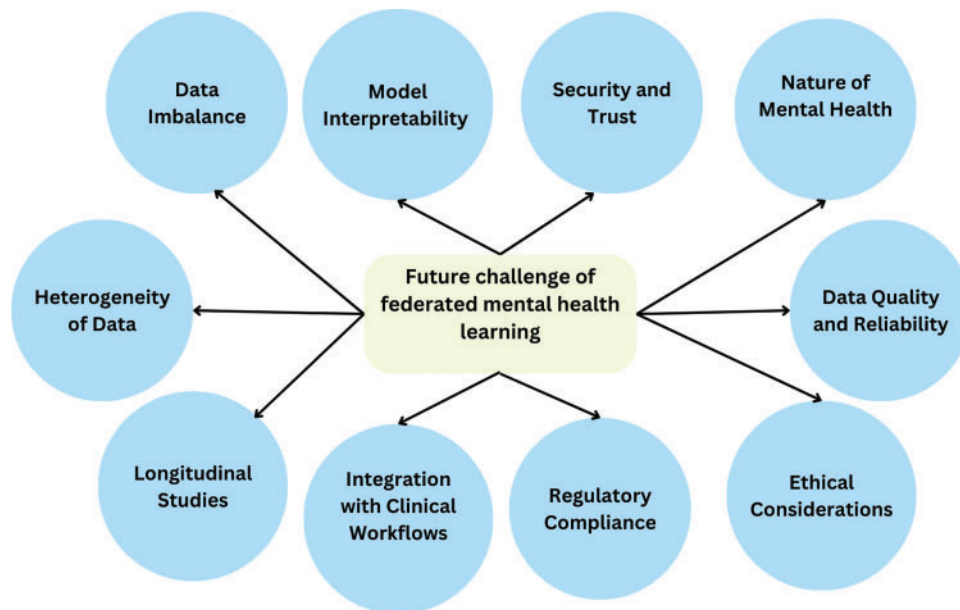 Data
Imbalance
Model
Interpretability
Security and
Trust
Nature of
Mental Health
Heterogeneity
of Data
Future challenge of
federated mental health
learning
Data Quality
and Reliability
Longitudinal
Studies
Integration
with Clinical
Workflows
Regulatory
Compliance
Ethical
Considerations